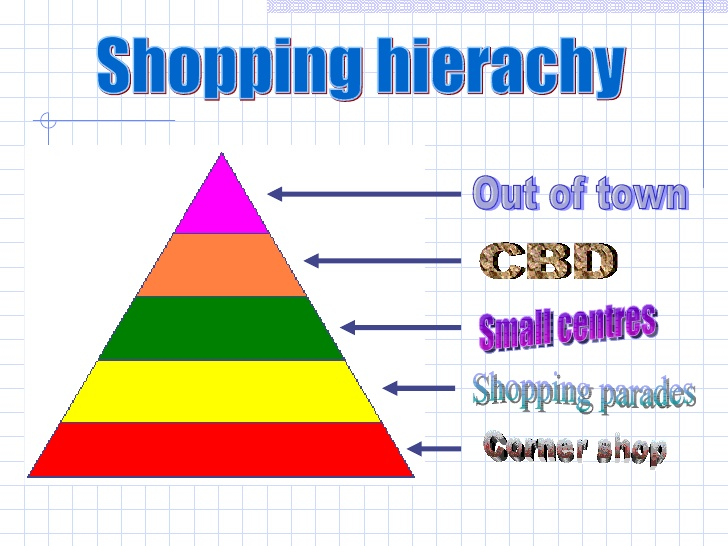 Shopping hierachy
Out of town
CBD
Small centres
Shopping parades
Corner shop